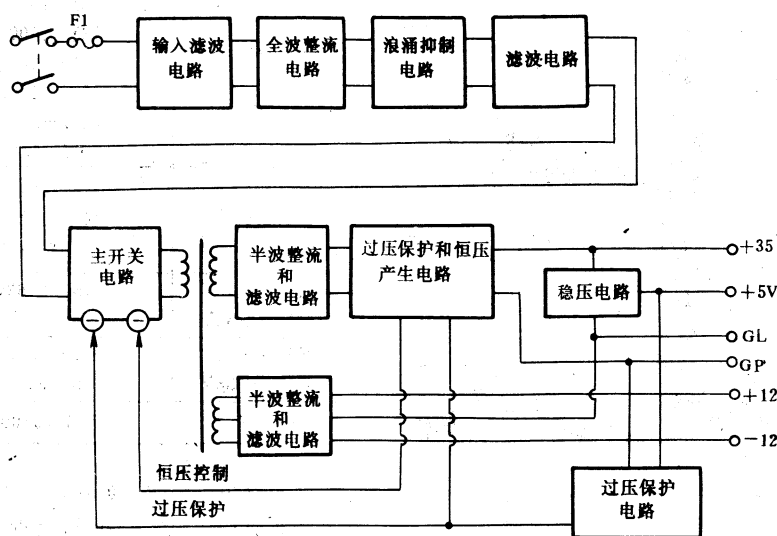 F1
输入滤波
电路
全波整流
电路
浪涌抑制
电路
滤波电路
主开关
电路
半波整流
和
滤波电路
过压保护和恒压
产生电路
+35
稳压电路
+5V
GL
GP
半波整流
和
滤波电路
+12
-12
恒压控制
过压保护
过压保护
电路